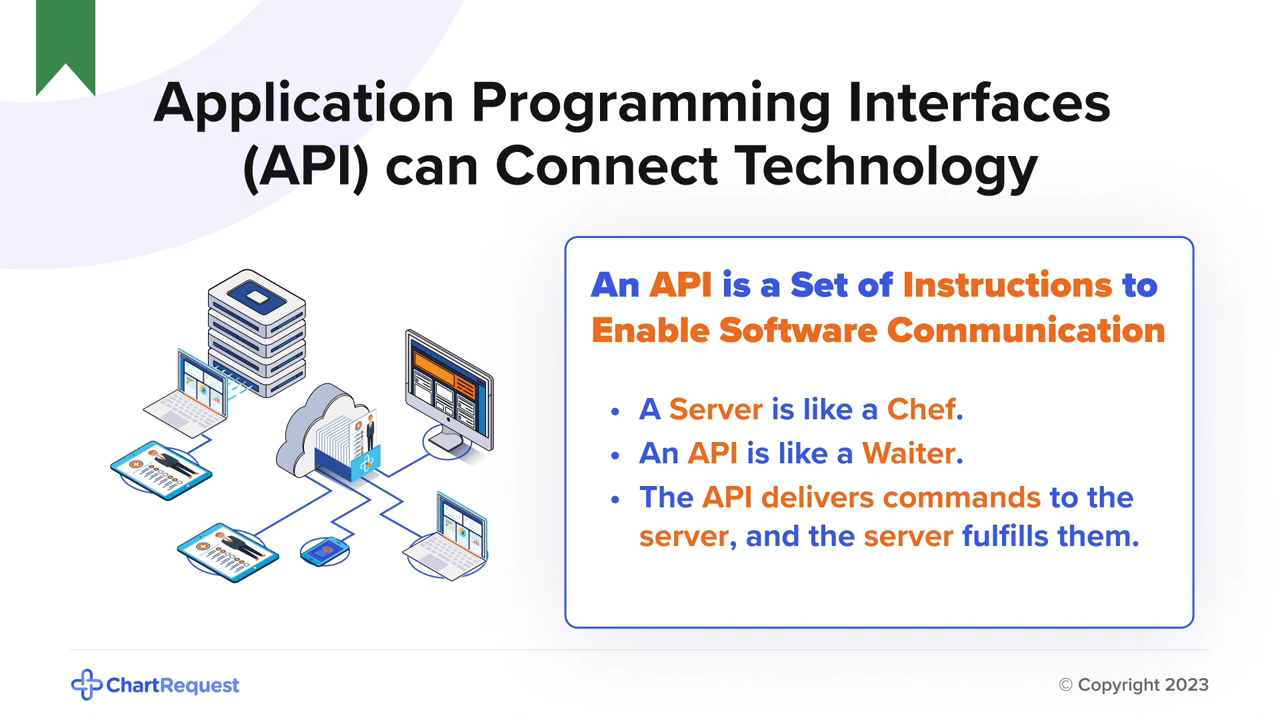 Application Programming Interfaces
(API) can Connect Technology
An API is a Set of Instructions to
Enable Software Communication
• A Server is like a Chef.
• An API is like a Waiter.
• The API delivers commands to the
server, and the server fulfills them.
ChartRequest
© Copyright 2023